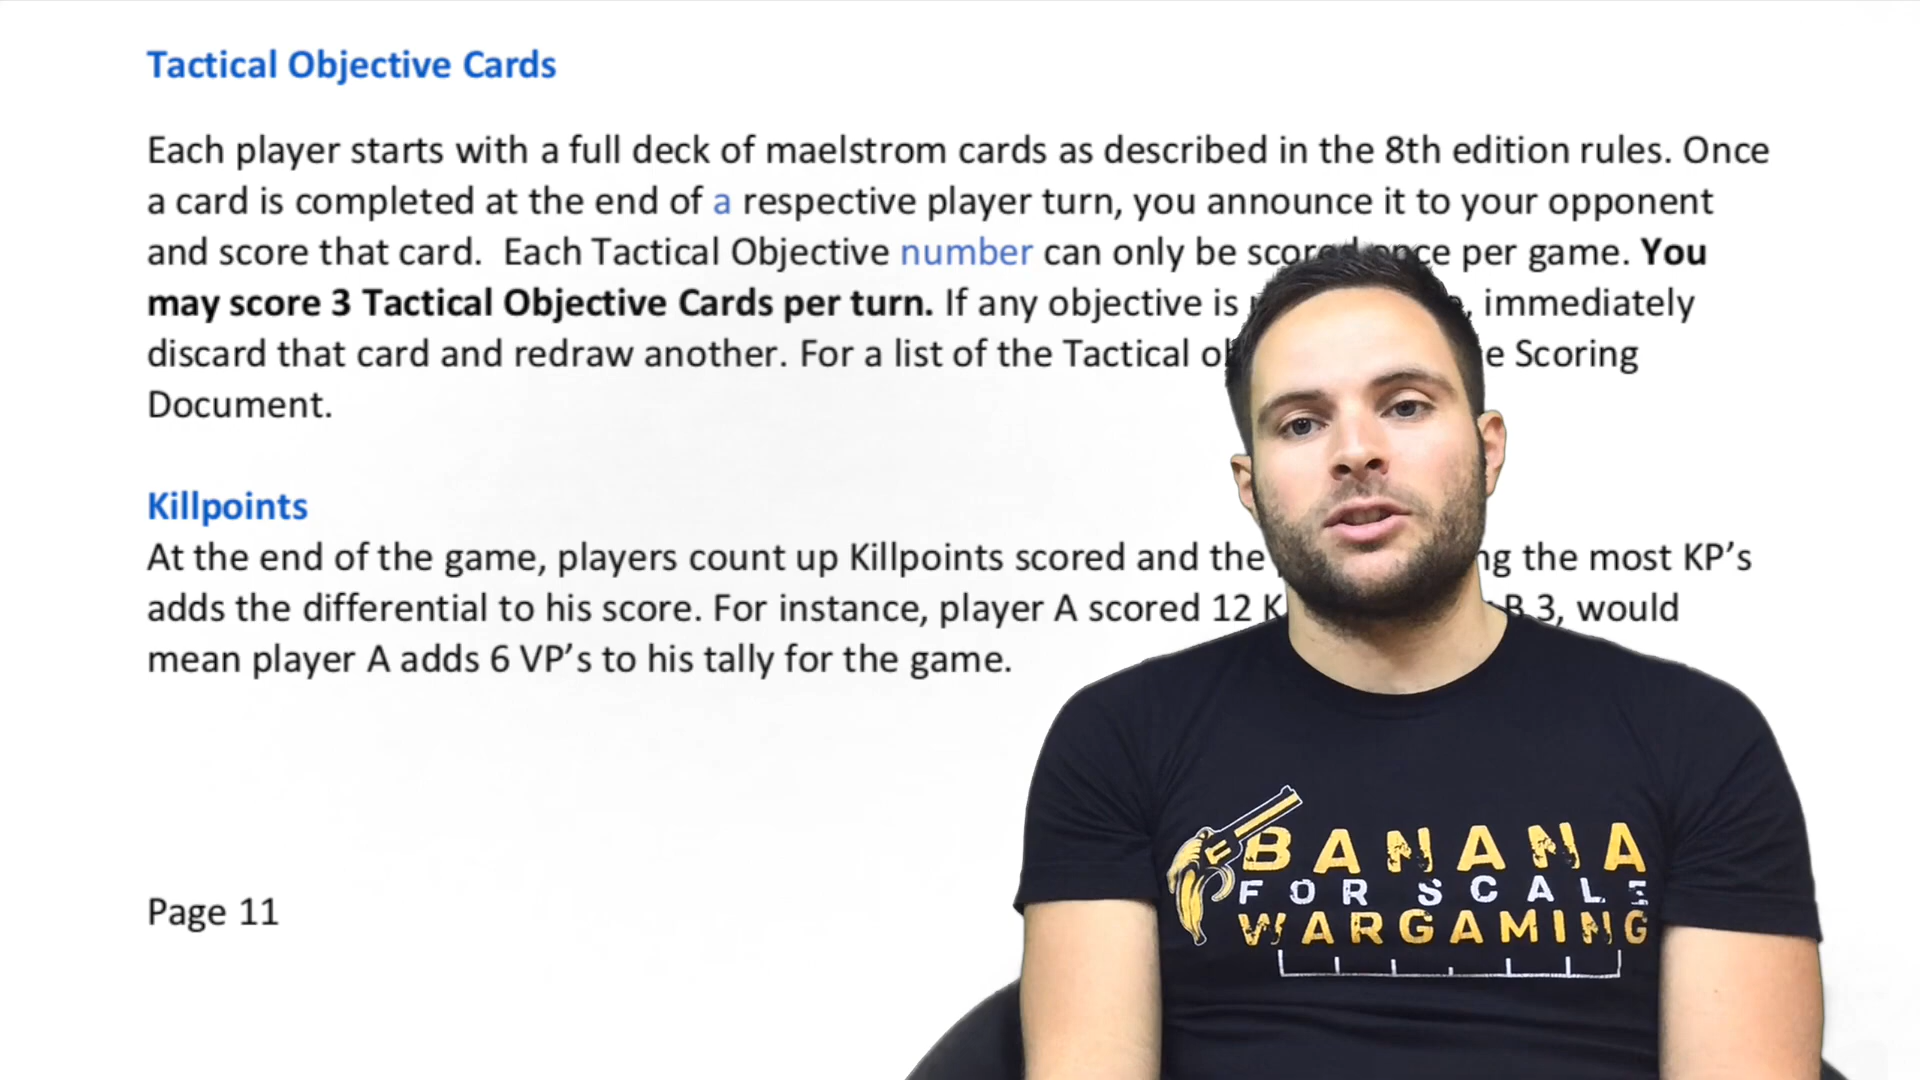 Tactical Objective Cards
Each player starts with a full deck of maelstrom cards as described in the 8th edition rules. Once
a card is completed at the end of a respective player turn, you announce it to your opponent
and score that card. Each Tactical Objective number can only be scored once per game. You
may score 3 Tactical Objective Cards per turn. If any objective is , immediately
discard that card and redraw another. For a list of the Tactical Scoring
Document.
Killpoints
At the end of the game, players count up Killpoints scored and the the most KP’s
adds the differential to his score. For instance, player A scored 12 B 3, would
mean player A adds 6 VP’s to his tally for the game.
Page 11
BANANA
FOR SCALE
WARGAMING